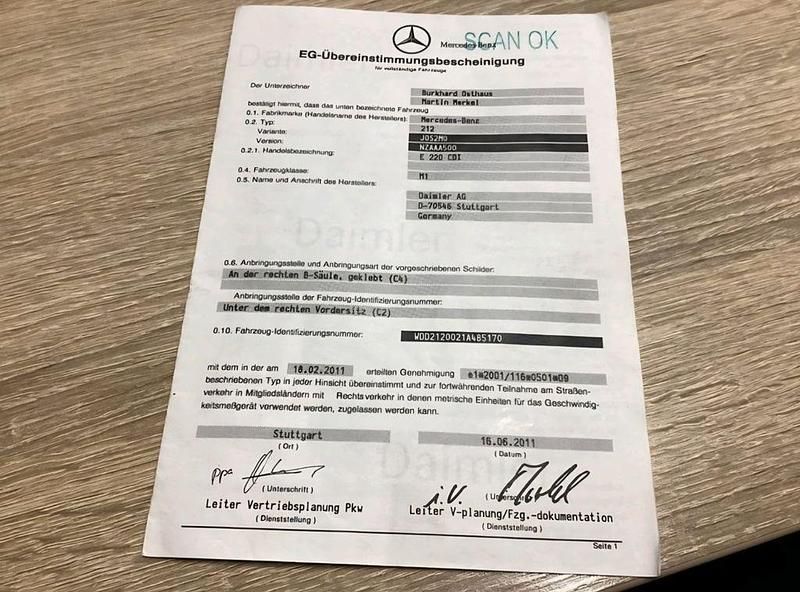 Mercedes-Benz
SCAN OK
EG-Übereinstimmungsbescheinigung
für vollständige Fahrzeuge
Der Unterzeichner
Burkhard Osthaus
Martin Merkel
bestätigt hiermit, dass das unten bezeichnete Fahrzeug
0.1. Fabrikmarke (Handelsname des Herstellers): Mercedes-Benz
0.2. Typ: 212
Variante: J0S2M0
Version: NZAAA500
0.2.1. Handelsbezeichnung: E 220 CDI
0.4. Fahrzeugklasse: M1
0.5. Name und Anschrift des Herstellers:
Daimler AG
D-70546 Stuttgart
Germany
Daimler
0.6. Anbringungsstelle und Anbringungsart der vorgeschriebenen Schilder:
An der rechten B-Säule, geklebt (C4)
Anbringungsstelle der Fahrzeug-Identifizierungsnummer:
Unter dem rechten Vordersitz (C2)
0.10. Fahrzeug-Identifizierungsnummer: WDD2120021A485170
mit dem in der am 18.02.2011 erteilten Genehmigung e1*2001/116*0501*09
beschriebenen Typ in jeder Hinsicht übereinstimmt und zur fortwährenden Teilnahme am Straßen-
verkehr in Mitgliedsländern mit Rechtsverkehr in denen metrische Einheiten für das Geschwindig-
keitsmeßgerät verwendet werden, zugelassen werden kann.
Stuttgart 16.06.2011
(Ort) (Datum)
Daimler
ppa i.V.
(Unterschrift) (Unterschrift)
Leiter Vertriebsplanung Pkw Leiter V-planung/Fzg.-dokumentation
(Dienststellung) (Dienststellung)
Seite 1